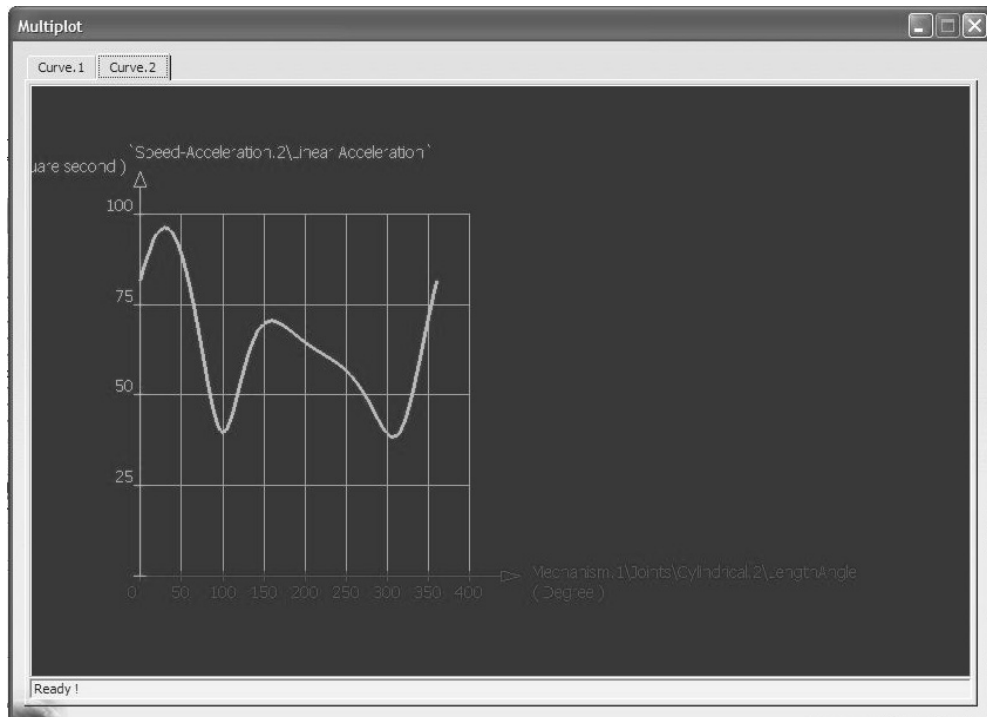 Multiplot
Curve.1 Curve.2
`Speed-Acceleration.2\Linear Acceleration`
uare second )
100
75
50
25
0 50 100 150 200 250 300 350 400
Mechanism.1\Joints\Cylindrical.2\LengthAngle
( Degree )
Ready !